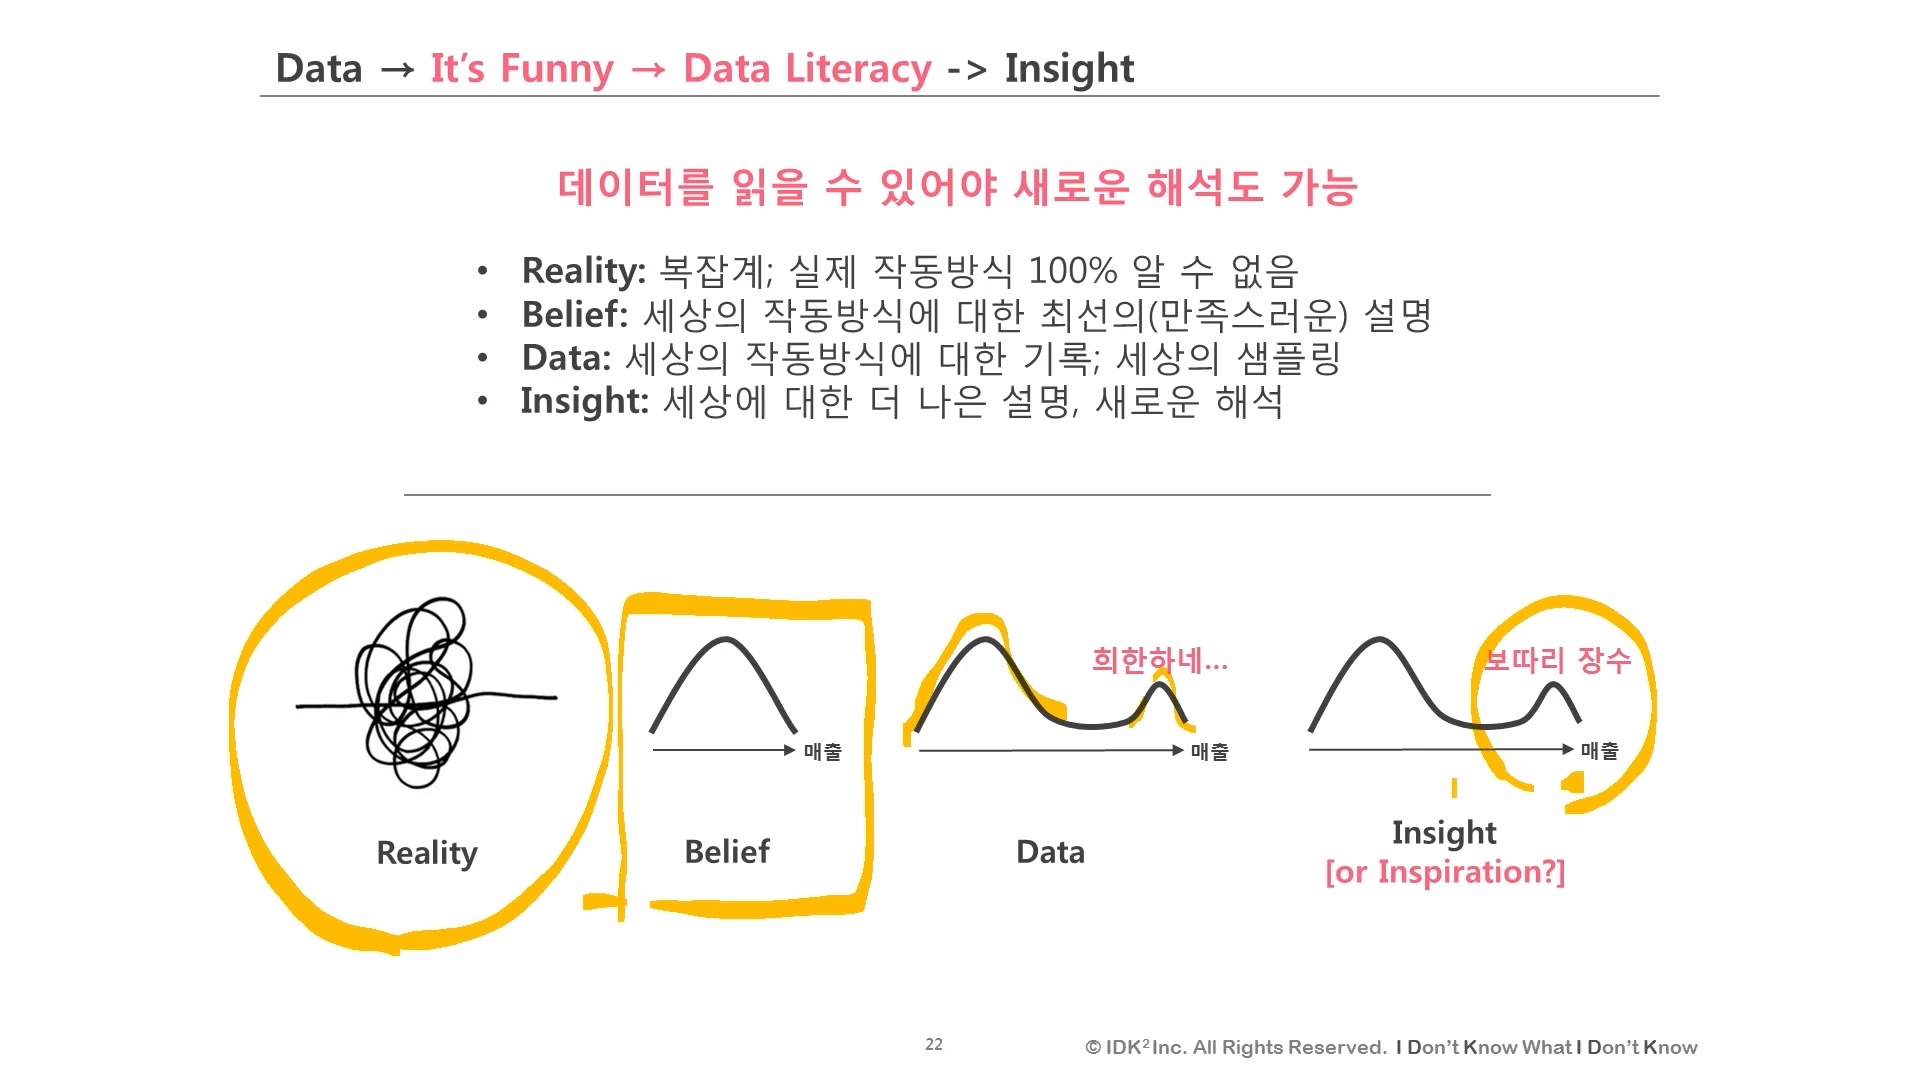 Data → It's Funny → Data Literacy -> Insight
데이터를 읽을 수 있어야 새로운 해석도 가능
• Reality: 복잡계; 실제 작동방식 100% 알 수 없음
• Belief: 세상의 작동방식에 대한 최선의(만족스러운) 설명
• Data: 세상의 작동방식에 대한 기록; 세상의 샘플링
• Insight: 세상에 대한 더 나은 설명, 새로운 해석
희한하네...
보따리 장수
매출
매출
매출
Reality
Belief
Data
Insight
[or Inspiration?]
22
© IDK² Inc. All Rights Reserved. I Don't Know What I Don't Know